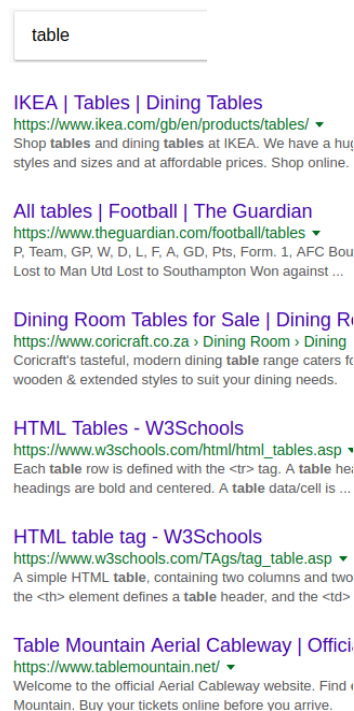 table
IKEA | Tables | Dining Tables
https://www.ikea.com/gb/en/products/tables/
Shop tables and dining tables at IKEA. We have a hug
styles and sizes and at affordable prices. Shop online.
All tables | Football | The Guardian
https://www.theguardian.com/football/tables
P, Team, GP, W, D, L, F, A, GD, Pts, Form. 1, AFC Bou
Lost to Man Utd Lost to Southampton Won against ...
Dining Room Tables for Sale | Dining Ro
https://www.coricraft.co.za › Dining Room › Dining
Coricraft's tasteful, modern dining table range caters fo
wooden & extended styles to suit your dining needs.
HTML Tables - W3Schools
https://www.w3schools.com/html/html_tables.asp
Each table row is defined with the <tr> tag. A table hea
headings are bold and centered. A table data/cell is ...
HTML table tag - W3Schools
https://www.w3schools.com/TAgs/tag_table.asp
A simple HTML table, containing two columns and two
the <th> element defines a table header, and the <td>
Table Mountain Aerial Cableway | Officia
https://www.tablemountain.net/
Welcome to the official Aerial Cableway website. Find e
Mountain. Buy your tickets online before you arrive.